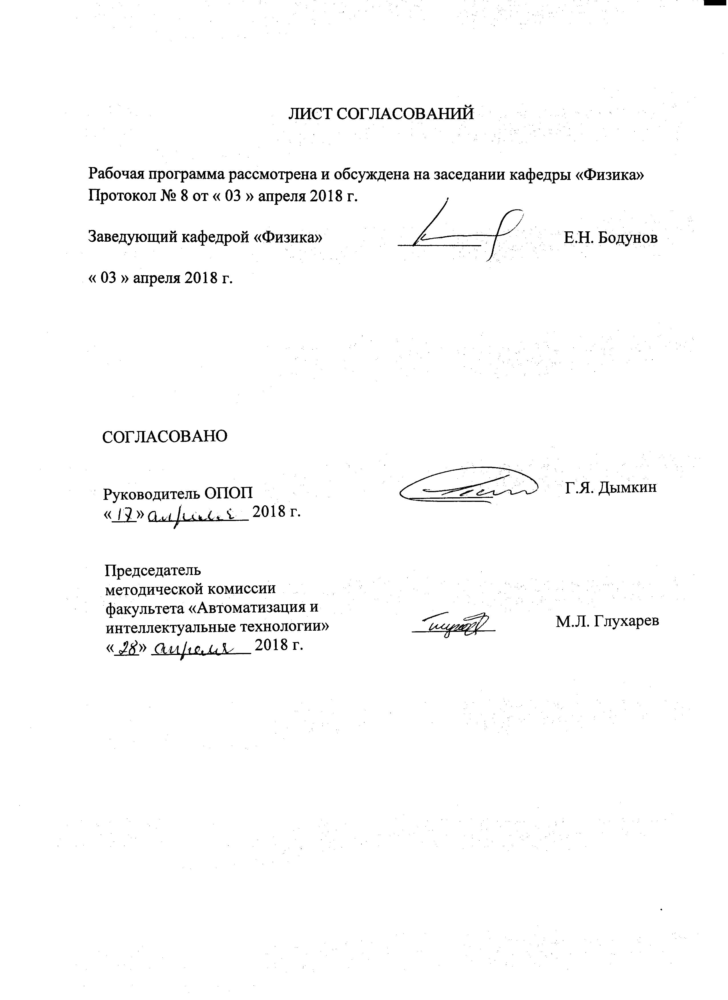 ЛИСТ СОГЛАСОВАНИЙ
Рабочая программа рассмотрена и обсуждена на заседании кафедры «Физика»
Протокол № 8 от « 03 » апреля 2018 г.
Заведующий кафедрой «Физика» Е.Н. Бодунов
« 03 » апреля 2018 г.
СОГЛАСОВАНО
Руководитель ОПОП Г.Я. Дымкин
«17» апреля 2018 г.
Председатель
методической комиссии
факультета «Автоматизация и
интеллектуальные технологии» М.Л. Глухарев
«28» апреля 2018 г.